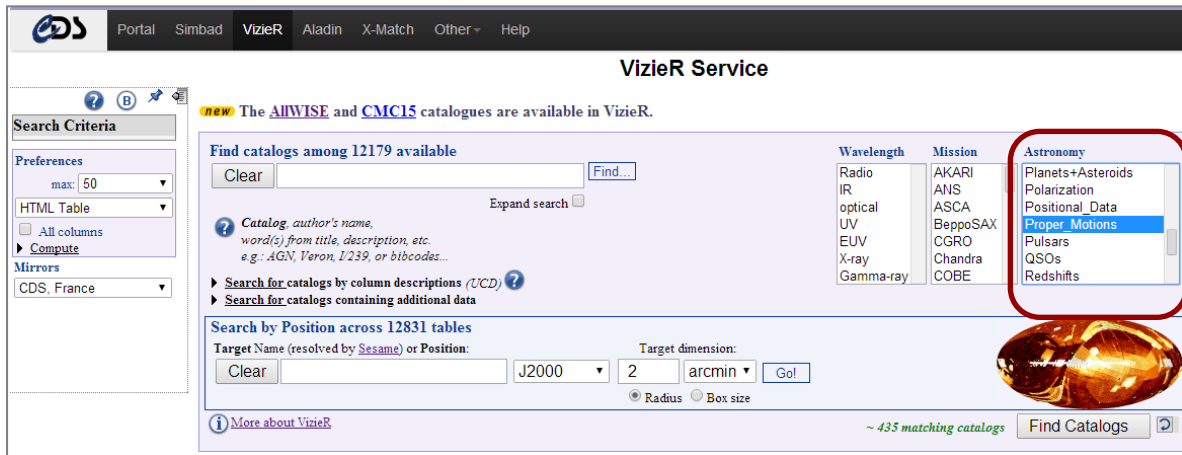 CDS Portal Simbad VizieR Aladin X-Match Other Help
VizieR Service
? B
Search Criteria
Preferences
max: 50
HTML Table
All columns
Compute
Mirrors
CDS, France
new The AllWISE and CMC15 catalogues are available in VizieR.
Find catalogs among 12179 available
Clear Find...
Expand search
? Catalog, author's name,
word(s) from title, description, etc.
e.g.: AGN, Veron, I/239, or bibcodes...
Search for catalogs by column descriptions (UCD) ?
Search for catalogs containing additional data
Wavelength
Radio
IR
optical
UV
EUV
X-ray
Gamma-ray
Mission
AKARI
ANS
ASCA
BeppoSAX
CGRO
Chandra
COBE
Astronomy
Planets+Asteroids
Polarization
Positional_Data
Proper_Motions
Pulsars
QSOs
Redshifts
Search by Position across 12831 tables
Target Name (resolved by Sesame) or Position: Target dimension:
Clear J2000 2 arcmin Go!
Radius Box size
i More about VizieR
~ 435 matching catalogs Find Catalogs